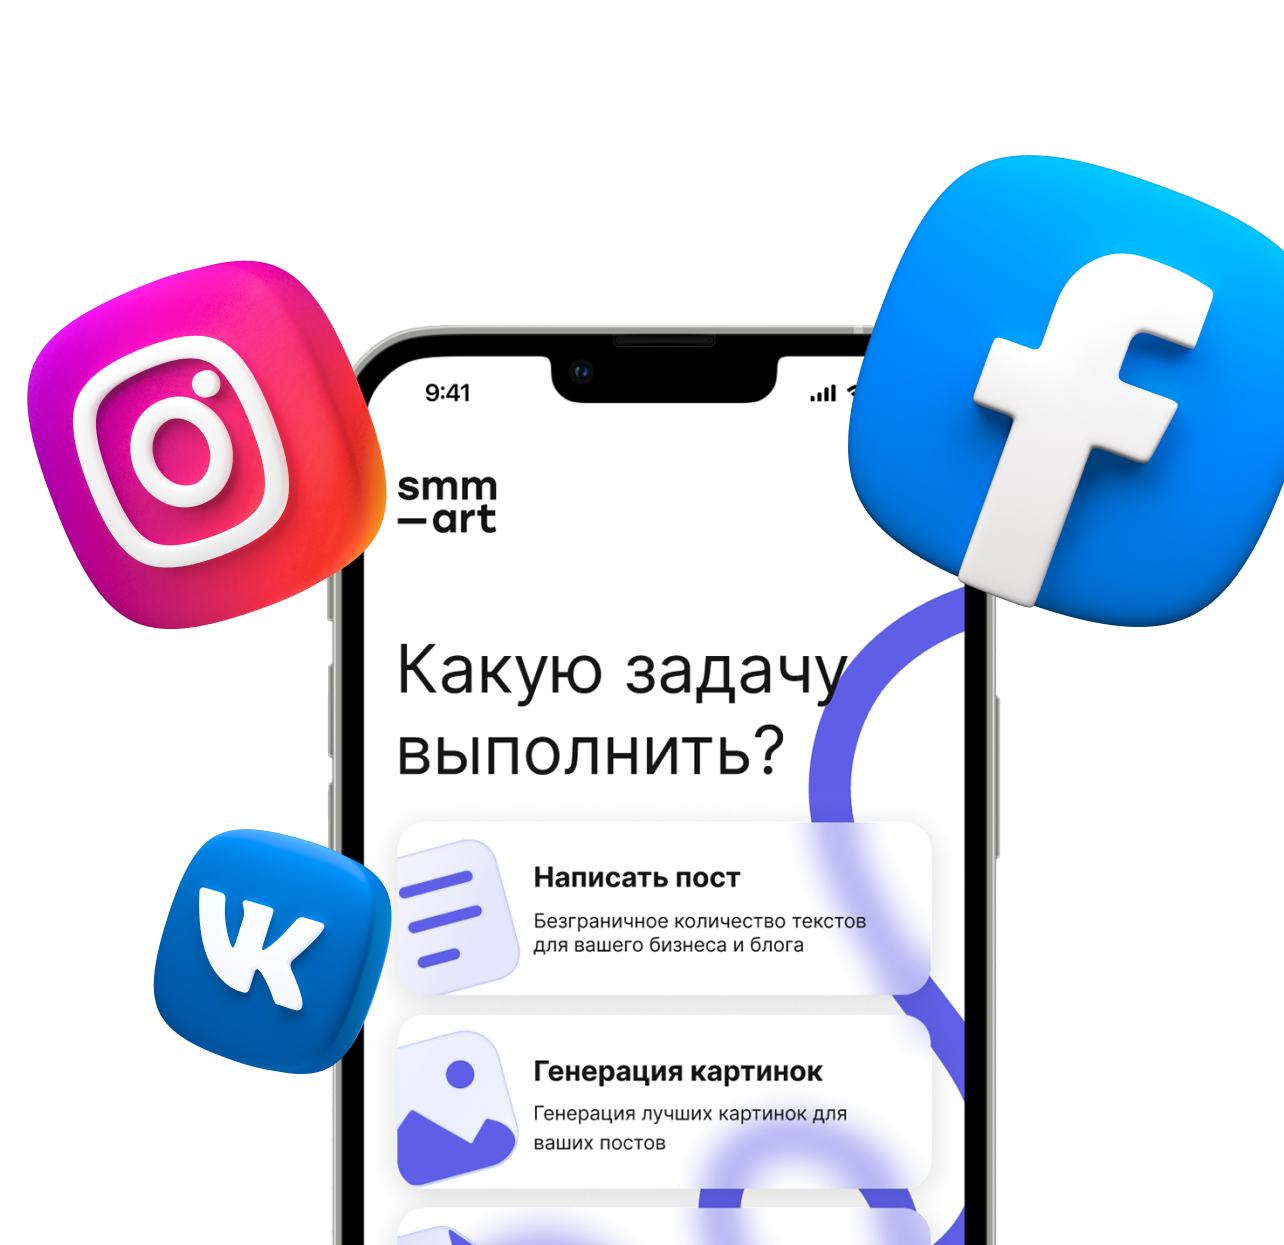 9:41
smm
—art
Какую задачу
выполнить?
Написать пост
Безграничное количество текстов
для вашего бизнеса и блога
Генерация картинок
Генерация лучших картинок для
ваших постов